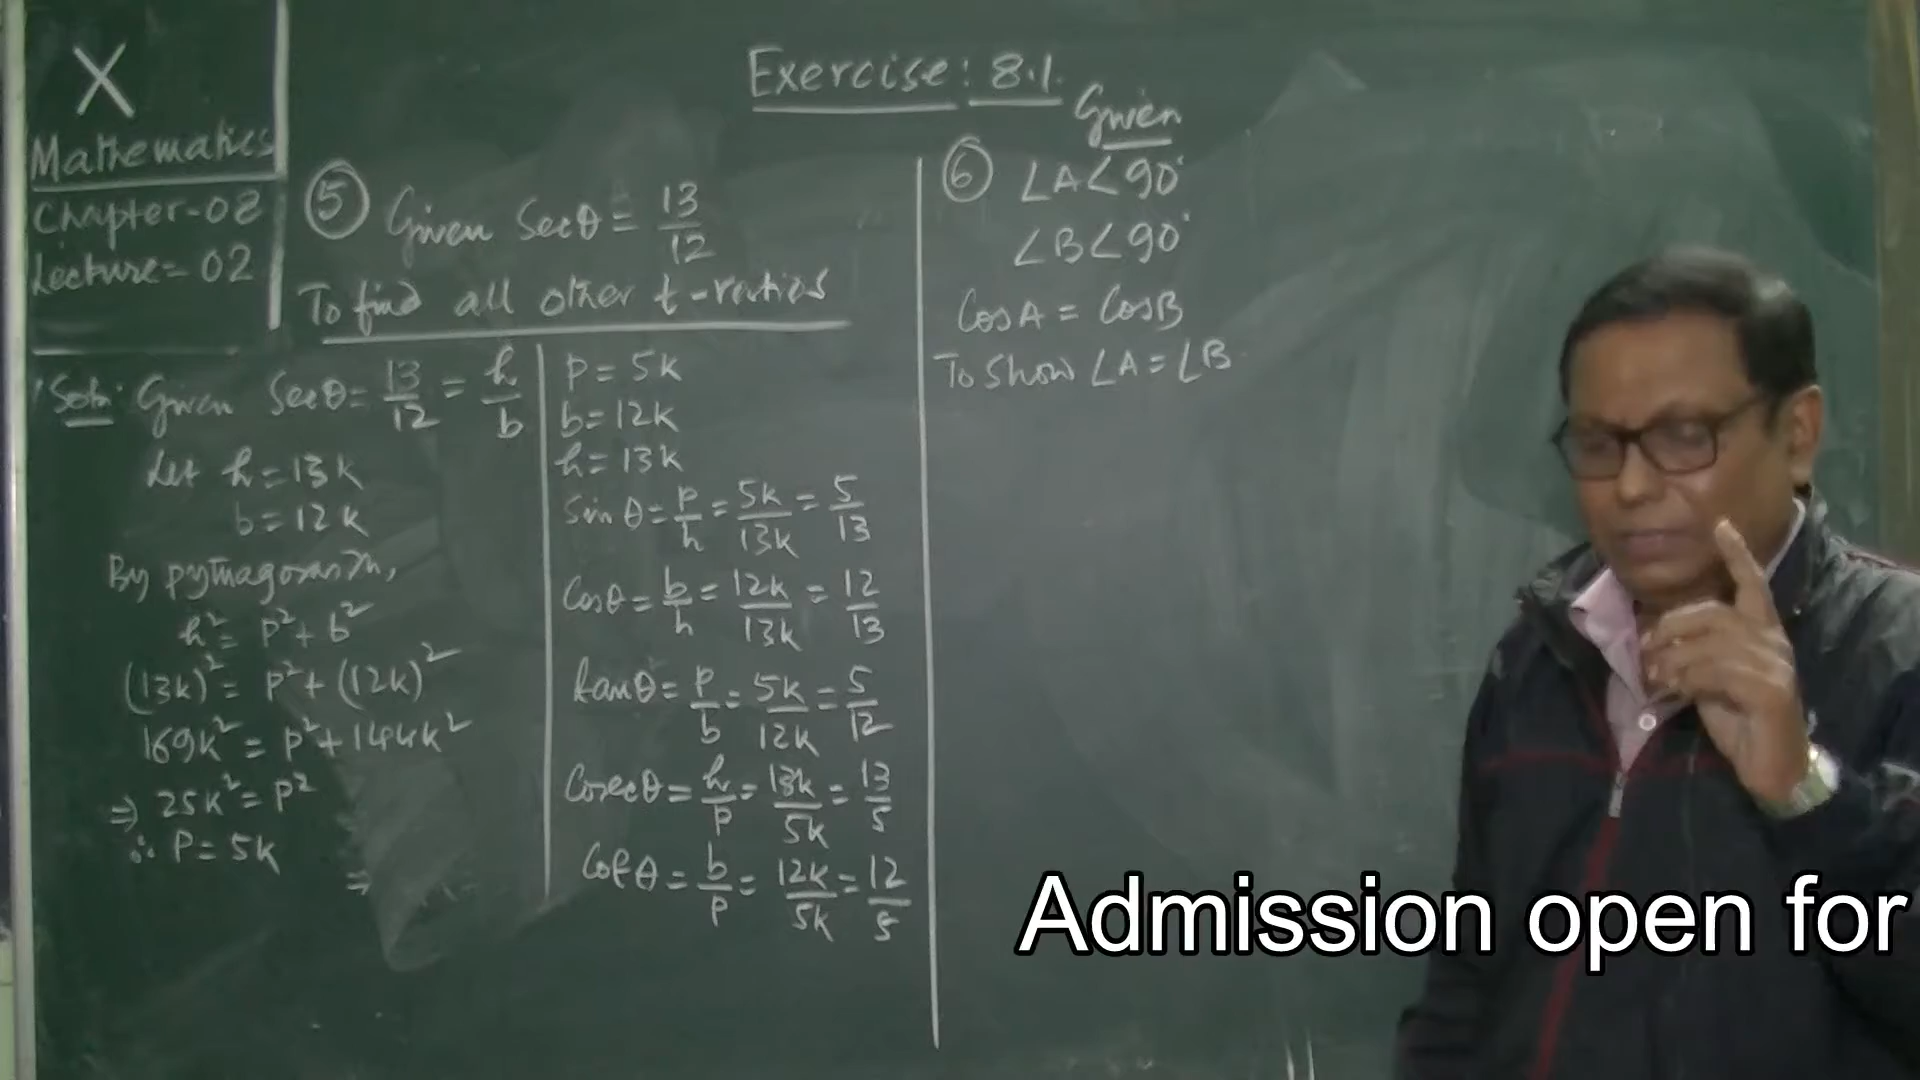 X
Mathematics
Chapter-08
Lecture-02
Exercise: 8.1.
⑤ Given Secθ = 13/12
To find all other t-ratios
Soln. Given Secθ = 13/12 = h/b
Let h = 13k
b = 12k
By pythagoras Th,
h² = p² + b²
(13k)² = p² + (12k)²
169k² = p² + 144k²
⇒ 25k² = p²
∴ P = 5k
⇒
P = 5k
b = 12k
h = 13k
Sin θ = P/h = 5k/13k = 5/13
Cosθ = b/h = 12k/13k = 12/13
tanθ = P/b = 5k/12k = 5/12
Cosecθ = h/P = 13k/5k = 13/5
Cotθ = b/P = 12k/5k = 12/5
Given
⑥ ∠A < 90°
∠B < 90°
CosA = CosB
To Show ∠A = ∠B
Admission open for